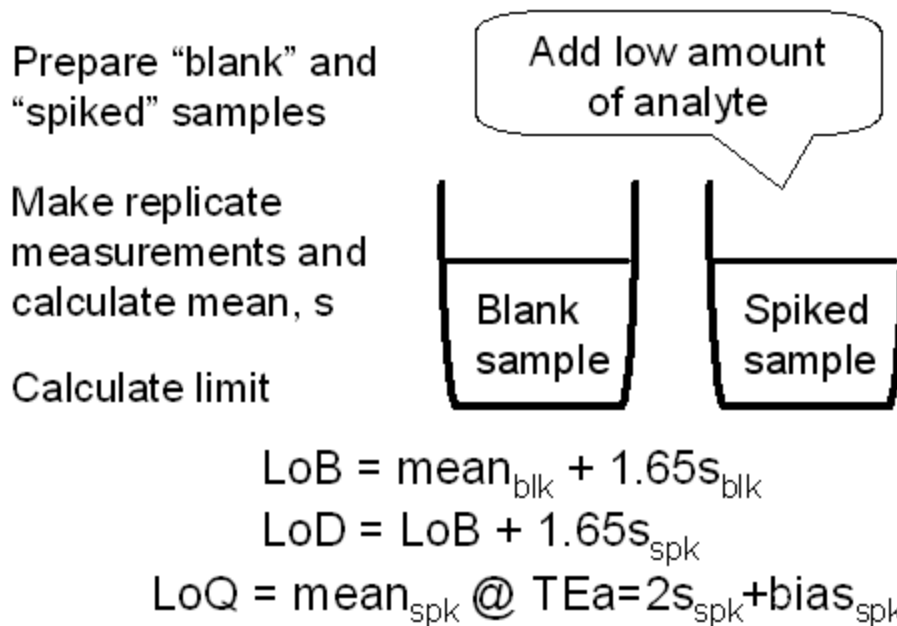 Prepare “blank” and
“spiked” samples
Add low amount
of analyte
Make replicate
measurements and
calculate mean, s
Calculate limit
Blank
sample
Spiked
sample
LoB = mean_blk + 1.65s_blk
LoD = LoB + 1.65s_spk
LoQ = mean_spk @ TEa=2s_spk+bias_spk